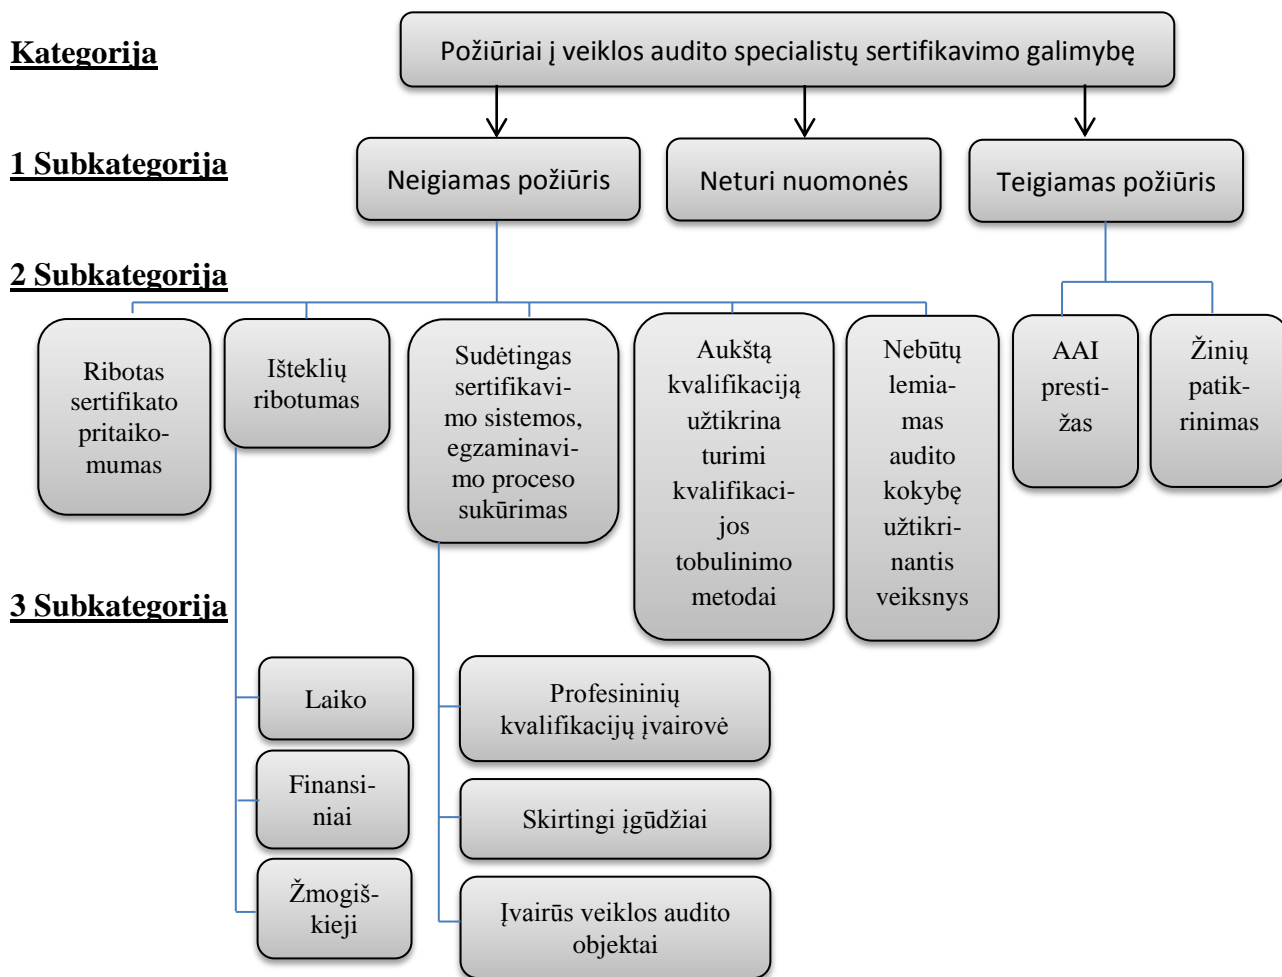 Kategorija
Požiūriai į veiklos audito specialistų sertifikavimo galimybę
1 Subkategorija
Neigiamas požiūris
Neturi nuomonės
Teigiamas požiūris
2 Subkategorija
Ribotas
sertifikato
pritaiko-
mumas
Išteklių
ribotumas
Sudėtingas
sertifikavi-
mo sistemos,
egzaminavi-
mo proceso
sukūrimas
Aukštą
kvalifikaciją
užtikrina
turimi
kvalifikaci-
jos
tobulinimo
metodai
Nebūtų
lemia-
mas
audito
kokybę
užtikri-
nantis
veiksnys
AAI
presti-
žas
Žinių
patik-
rinimas
3 Subkategorija
Laiko
Finansi-
niai
Žmogiš-
kieji
Profesininių
kvalifikacijų įvairovė
Skirtingi įgūdžiai
Įvairūs veiklos audito
objektai